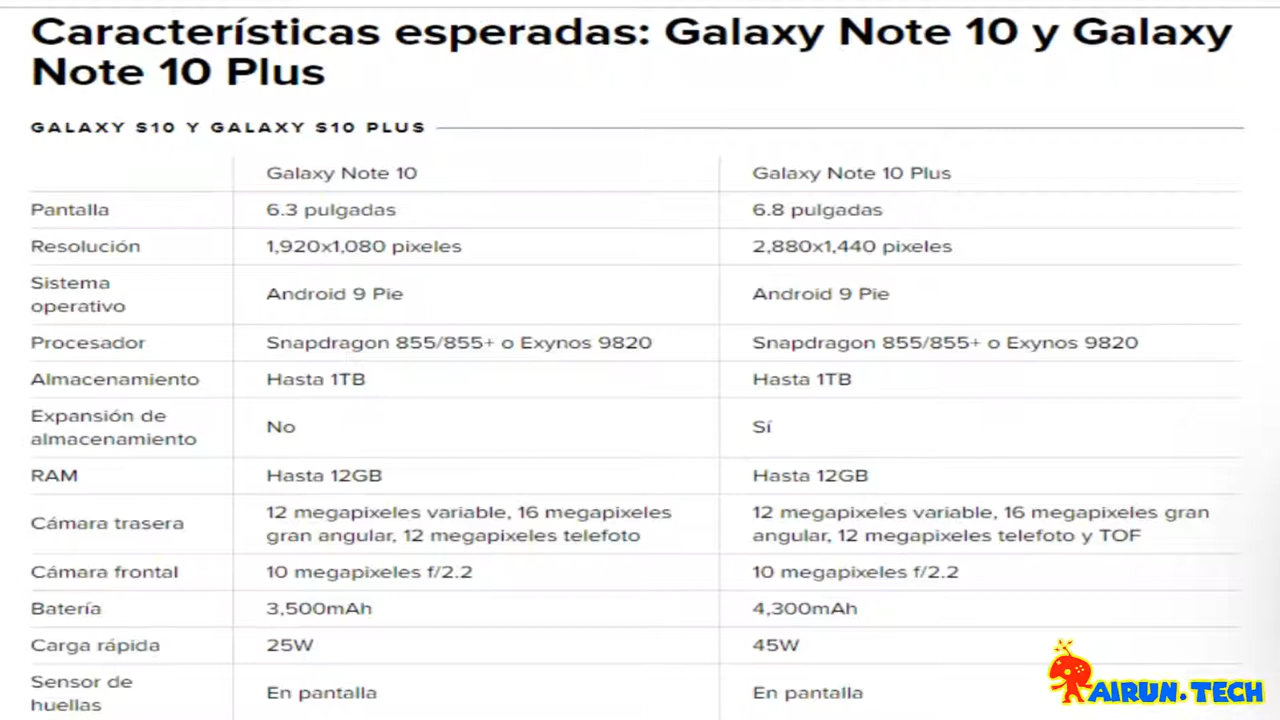 Características esperadas: Galaxy Note 10 y Galaxy
Note 10 Plus
GALAXY S10 Y GALAXY S10 PLUS
Galaxy Note 10 Galaxy Note 10 Plus
Pantalla 6.3 pulgadas 6.8 pulgadas
Resolución 1,920x1,080 pixeles 2,880x1,440 pixeles
Sistema
operativo Android 9 Pie Android 9 Pie
Procesador Snapdragon 855/855+ o Exynos 9820 Snapdragon 855/855+ o Exynos 9820
Almacenamiento Hasta 1TB Hasta 1TB
Expansión de
almacenamiento No Sí
RAM Hasta 12GB Hasta 12GB
Cámara trasera 12 megapixeles variable, 16 megapixeles 12 megapixeles variable, 16 megapixeles gran
gran angular, 12 megapixeles telefoto angular, 12 megapixeles telefoto y TOF
Cámara frontal 10 megapixeles f/2.2 10 megapixeles f/2.2
Batería 3,500mAh 4,300mAh
Carga rápida 25W 45W
Sensor de
huellas En pantalla En pantalla
AIRUN.TECH